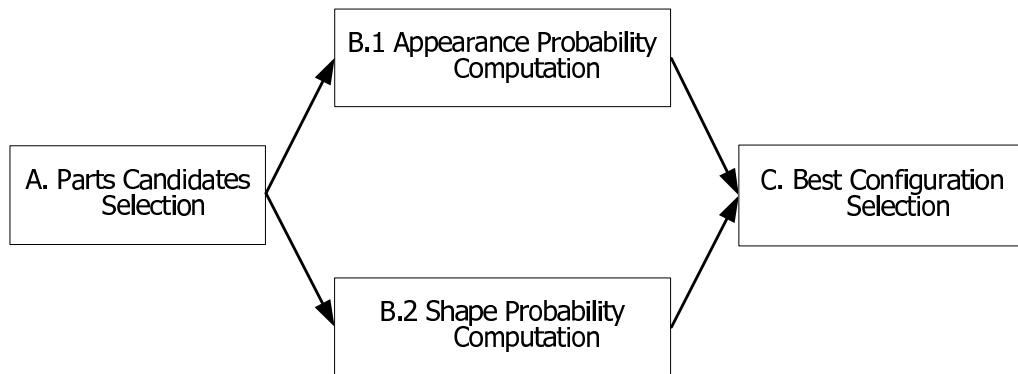 B.1 Appearance Probability
Computation
A. Parts Candidates
Selection
C. Best Configuration
Selection
B.2 Shape Probability
Computation